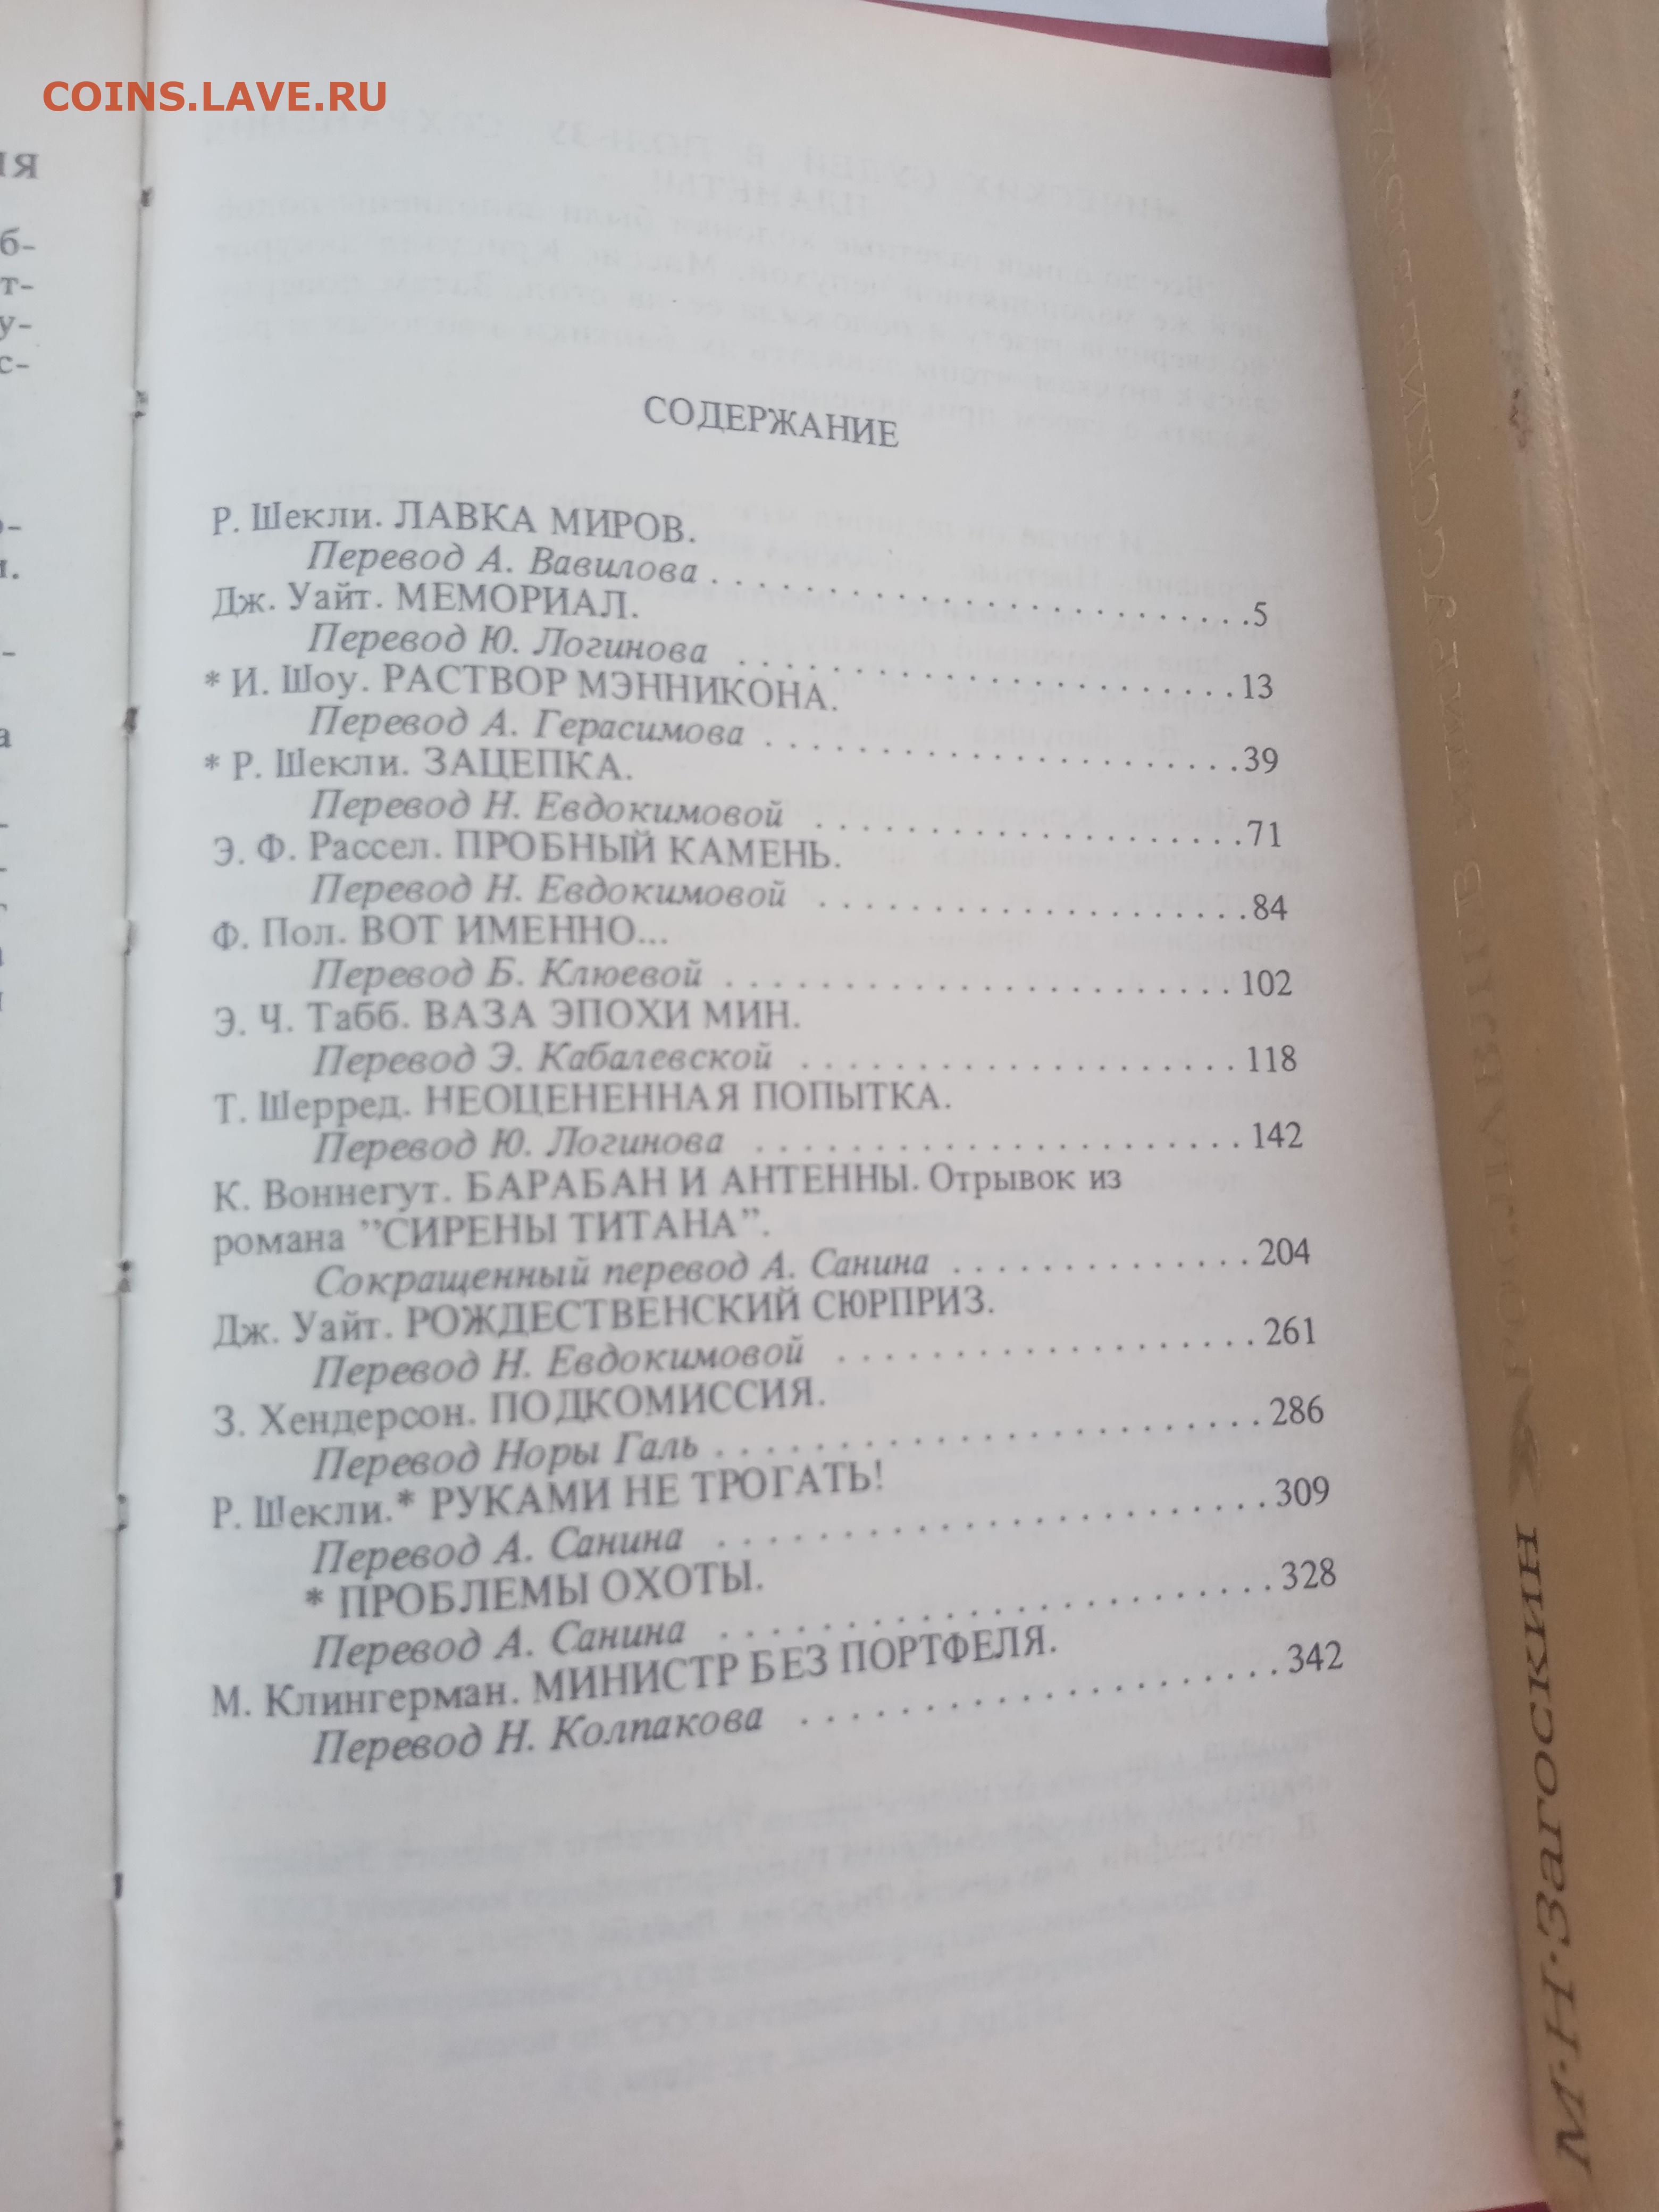 COINS.LAVE.RU
ия
б-
т-
у-
с-
СОДЕРЖАНИЕ
Р. Шекли. ЛАВКА МИРОВ.
Перевод А. Вавилова . . . . . . . . . . . . . . . . . . . . . . . 5
Дж. Уайт. МЕМОРИАЛ.
Перевод Ю. Логинова . . . . . . . . . . . . . . . . . . . . . 13
* И. Шоу. РАСТВОР МЭННИКОНА.
Перевод А. Герасимова . . . . . . . . . . . . . . . . . . . . 39
* Р. Шекли. ЗАЦЕПКА.
Перевод Н. Евдокимовой . . . . . . . . . . . . . . . . . . . 71
Э. Ф. Рассел. ПРОБНЫЙ КАМЕНЬ.
Перевод Н. Евдокимовой . . . . . . . . . . . . . . . . . . . 84
Ф. Пол. ВОТ ИМЕННО...
Перевод Б. Клюевой . . . . . . . . . . . . . . . . . . . . . . 102
Э. Ч. Табб. ВАЗА ЭПОХИ МИН.
Перевод Э. Кабалевской . . . . . . . . . . . . . . . . . . . 118
Т. Шерред. НЕОЦЕНЕННАЯ ПОПЫТКА.
Перевод Ю. Логинова . . . . . . . . . . . . . . . . . . . . . 142
К. Воннегут. БАРАБАН И АНТЕННЫ. Отрывок из
романа ”СИРЕНЫ ТИТАНА”.
Сокращенный перевод А. Санина . . . . . . . . . . . . . 204
Дж. Уайт. РОЖДЕСТВЕНСКИЙ СЮРПРИЗ.
Перевод Н. Евдокимовой . . . . . . . . . . . . . . . . . . 261
З. Хендерсон. ПОДКОМИССИЯ.
Перевод Норы Галь . . . . . . . . . . . . . . . . . . . . . . . 286
Р. Шекли.* РУКАМИ НЕ ТРОГАТЬ!
Перевод А. Санина . . . . . . . . . . . . . . . . . . . . . . . 309
* ПРОБЛЕМЫ ОХОТЫ.
Перевод А. Санина . . . . . . . . . . . . . . . . . . . . . . . 328
М. Клингерман. МИНИСТР БЕЗ ПОРТФЕЛЯ.
Перевод Н. Колпакова . . . . . . . . . . . . . . . . . . . . 342
М·Н·Загоскин